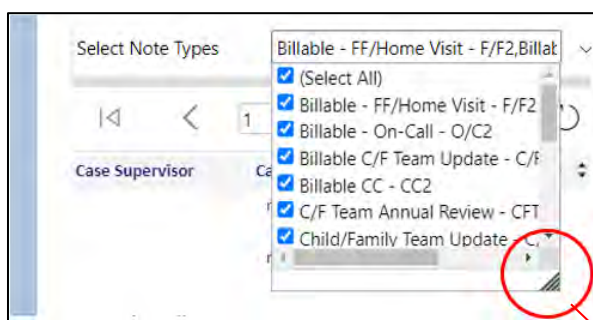 Select Note Types
Billable - FF/Home Visit - F/F2,Billab
(Select All)
Billable - FF/Home Visit - F/F2
1
Billable - On-Call - O/C2
Billable C/F Team Update - C/F
Case Supervisor
Ca
Billable CC - CC2
C/F Team Annual Review - CFT
Child/Family Team Update - C/